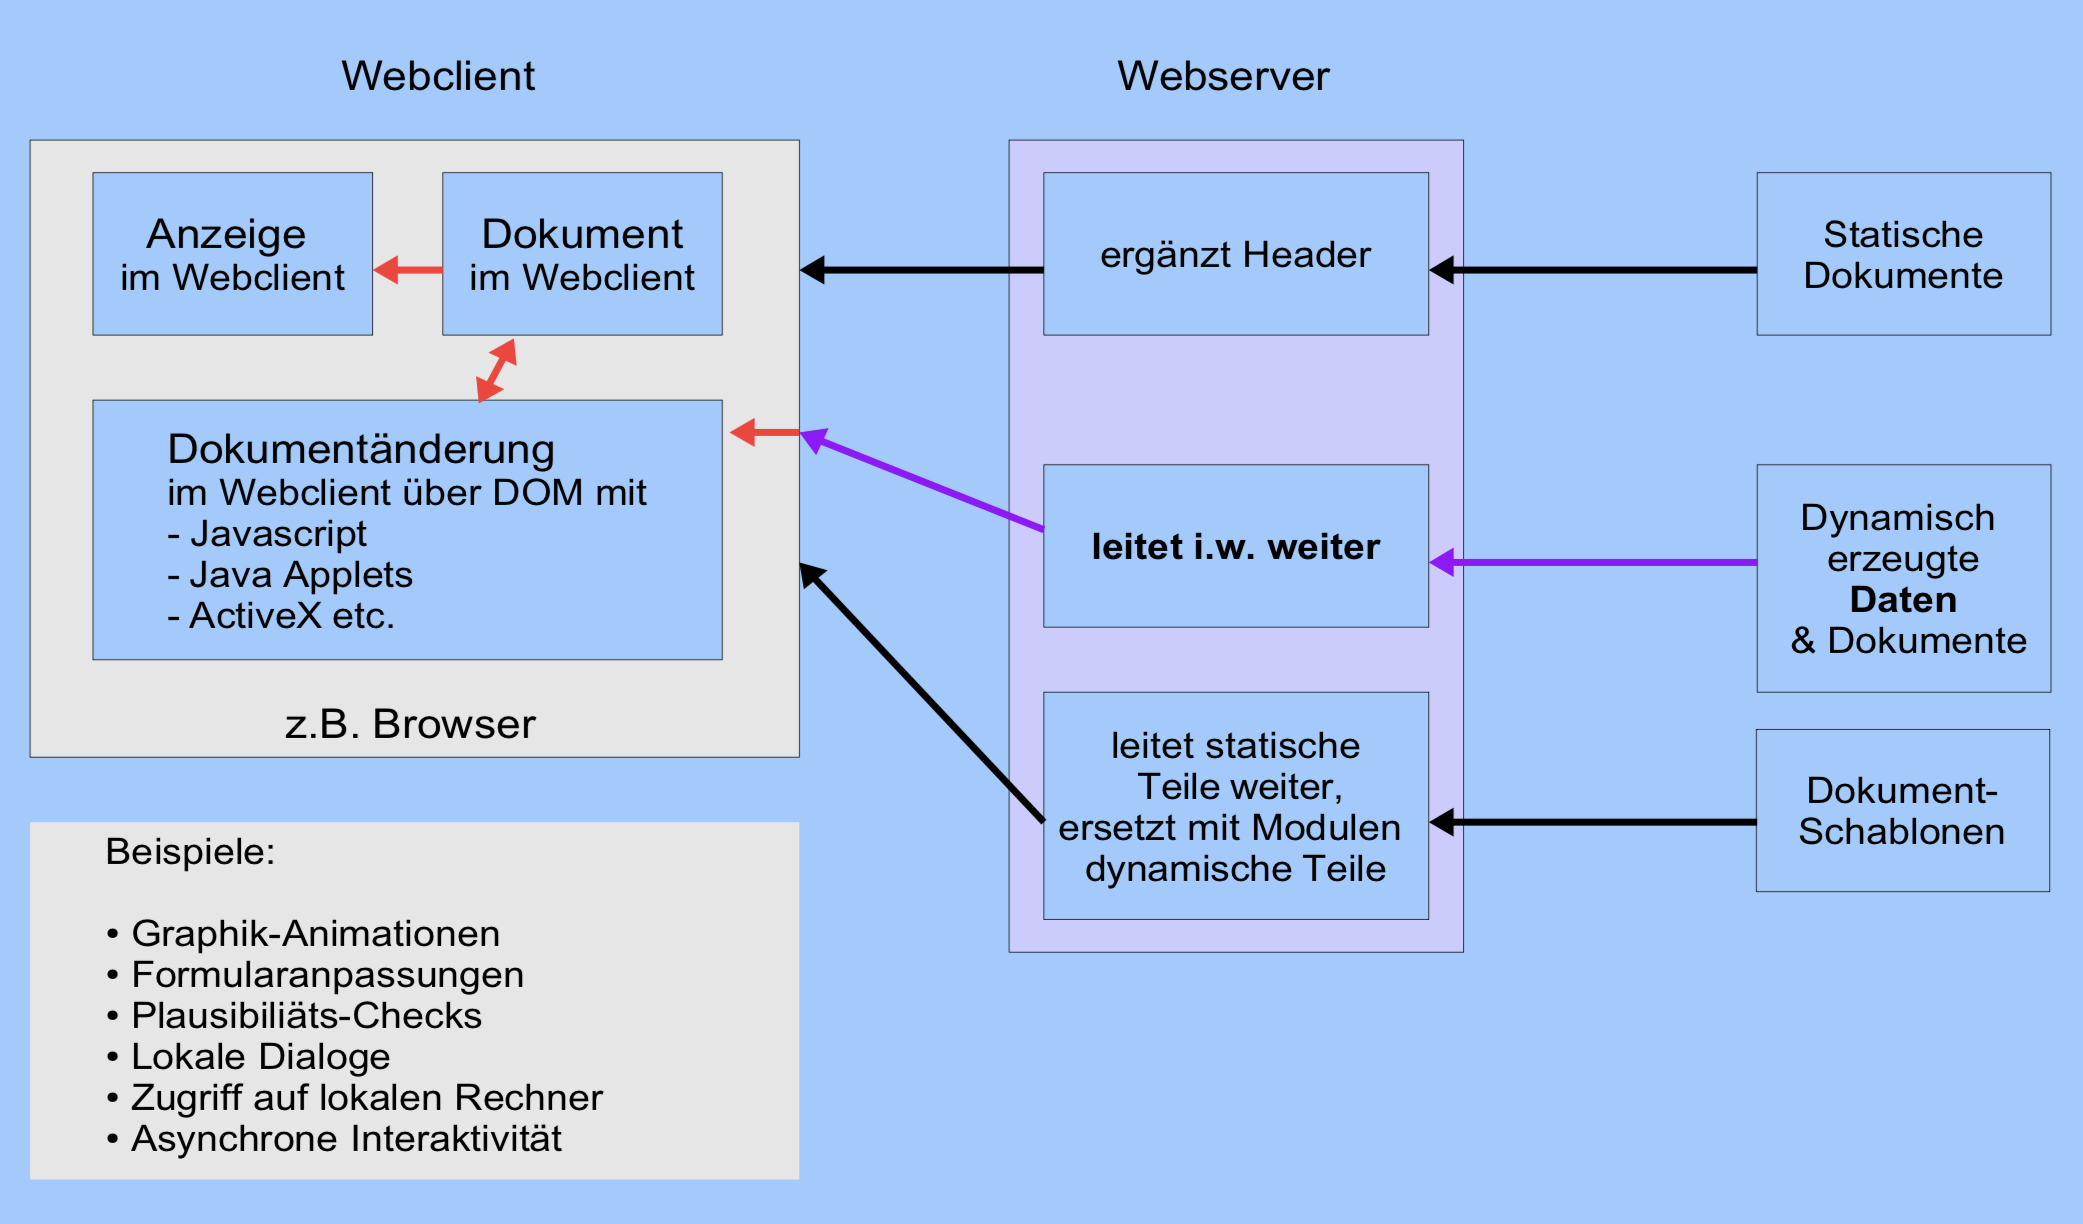 Webclient
Webserver
Anzeige
im Webclient
Dokument
im Webclient
ergänzt Header
Statische
Dokumente
Dokumentänderung
im Webclient über DOM mit
- Javascript
- Java Applets
- ActiveX etc.
z.B. Browser
leitet i.w. weiter
Dynamisch
erzeugte
Daten
& Dokumente
leitet statische
Teile weiter,
ersetzt mit Modulen
dynamische Teile
Dokument-
Schablonen
Beispiele:
• Graphik-Animationen
• Formularanpassungen
• Plausibiliäts-Checks
• Lokale Dialoge
• Zugriff auf lokalen Rechner
• Asynchrone Interaktivität